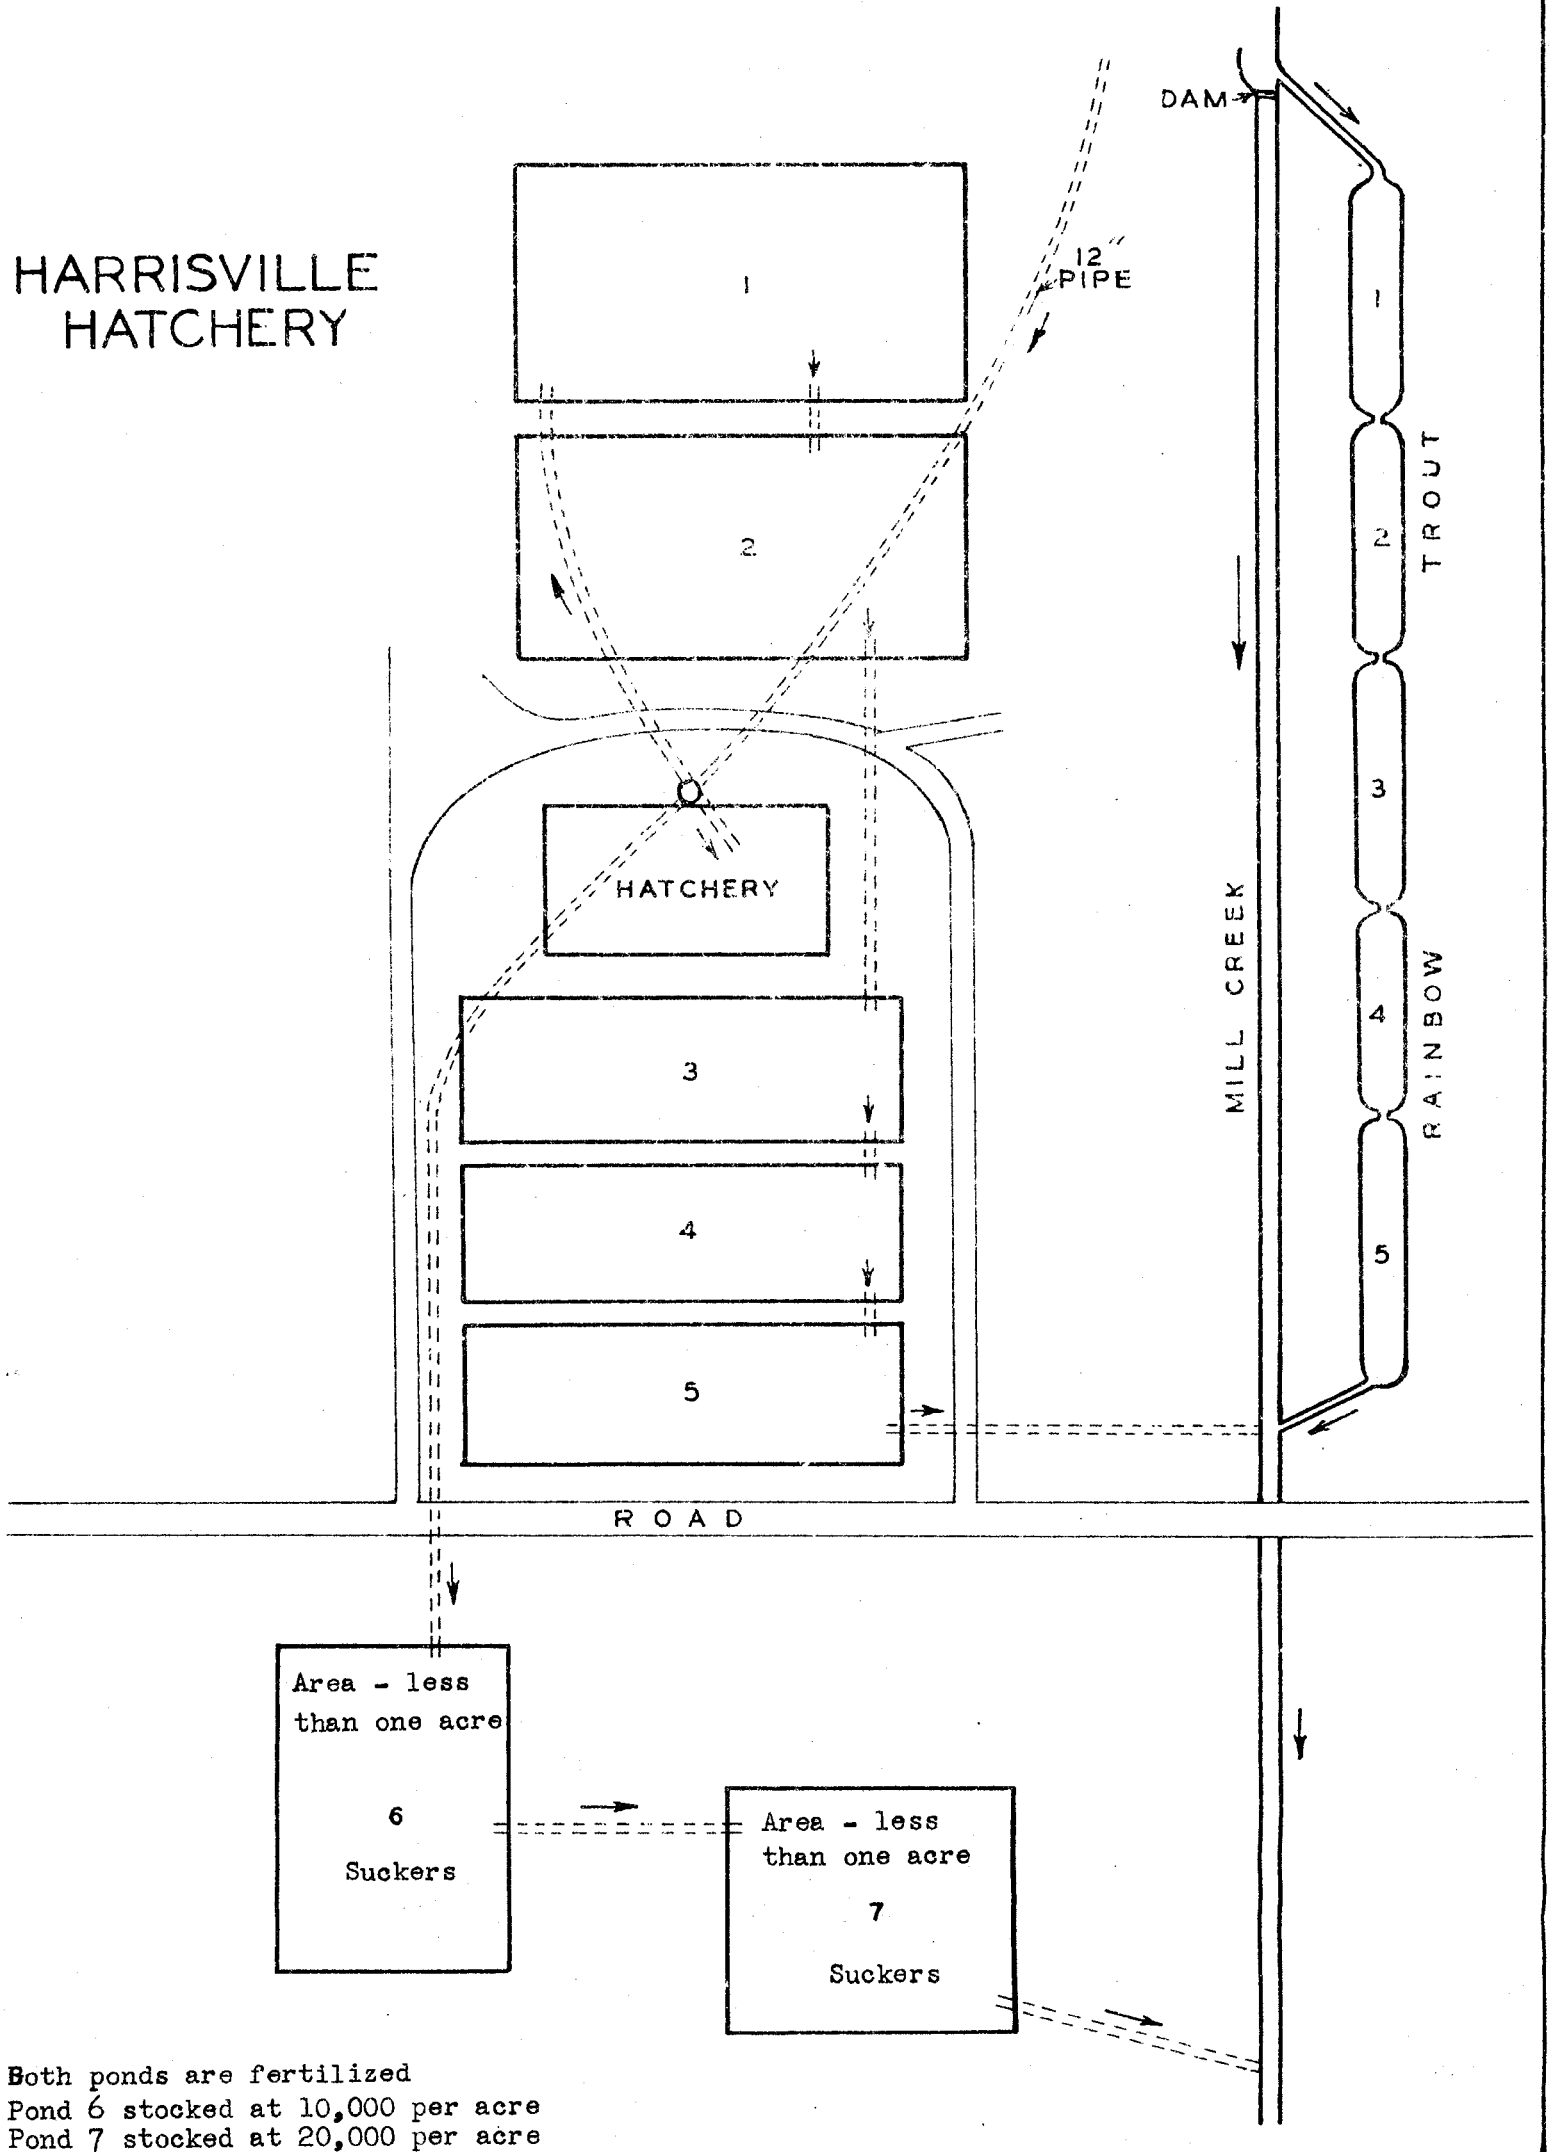 HARRISVILLE
HATCHERY
DAM
12"
PIPE
1
2
HATCHERY
3
4
5
MILL CREEK
1
2
3
4
5
RAINBOW TROUT
ROAD
Area - less
than one acre
6
Suckers
Area - less
than one acre
7
Suckers
Both ponds are fertilized
Pond 6 stocked at 10,000 per acre
Pond 7 stocked at 20,000 per acre